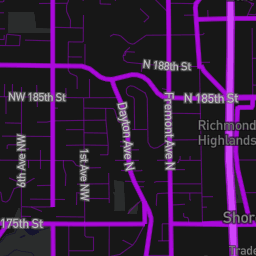 N 188th St
NW 185th St
N 185th St
Dayton Ave N
Fremont Ave N
Richmond
Highlands
6th Ave NW
1st Ave NW
175th St
Shor
Trade